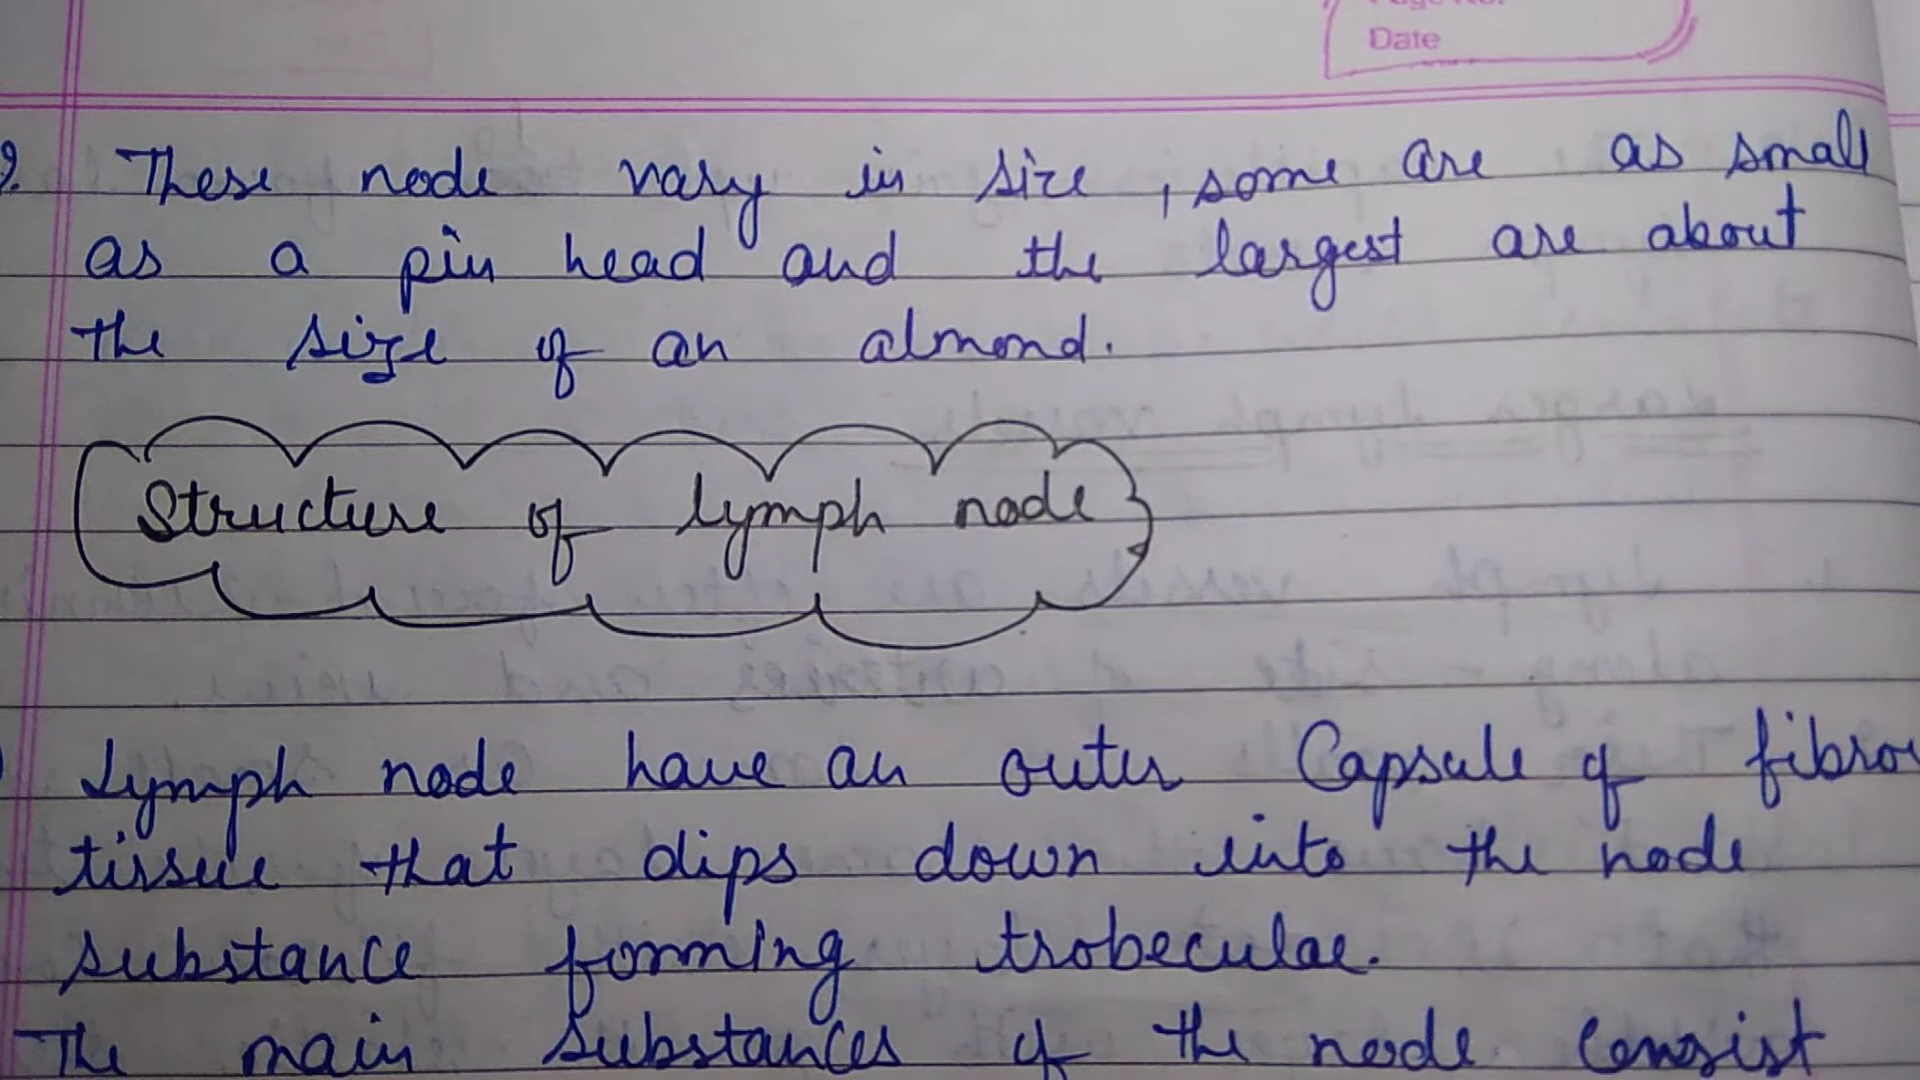 Date
2. These node vary in size, some are as small
as a pin head and the largest are about
the size of an almond.
Structure of lymph node
Lymph node have an outer Capsule of fibrou
tissue that dips down into the node
substance forming trobeculae.
The main substances of the node consist